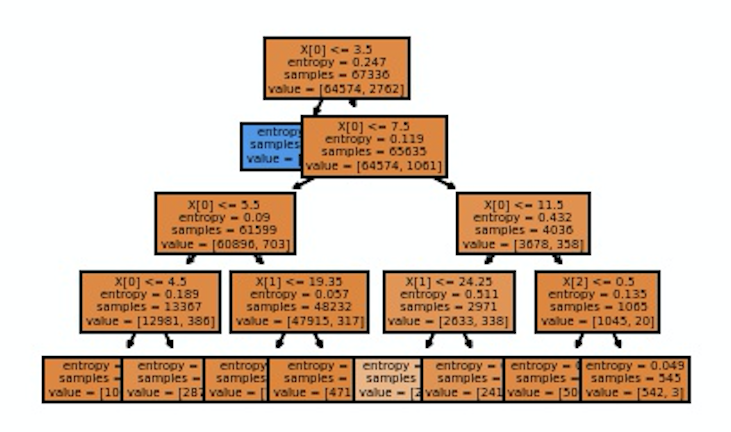 X[0] <= 3.5
entropy = 0.247
samples = 67336
value = [64574, 2762]
entropy
samples
value = [
X[0] <= 7.5
entropy = 0.119
samples = 65635
value = [64574, 1061]
X[0] <= 5.5
entropy = 0.09
samples = 61599
value = [60896, 703]
X[0] <= 11.5
entropy = 0.432
samples = 4036
value = [3678, 358]
X[0] <= 4.5
entropy = 0.189
samples = 13367
value = [12981, 386]
X[1] <= 19.35
entropy = 0.057
samples = 48232
value = [47915, 317]
X[1] <= 24.25
entropy = 0.511
samples = 2971
value = [2633, 338]
X[2] <= 0.5
entropy = 0.135
samples = 1065
value = [1045, 20]
entropy =
samples =
value = [10
entropy =
samples =
value = [287
entropy
samples
value = [
entropy =
samples =
value = [471
entropy
samples
value = [2
entropy =
samples =
value = [241
entropy =
samples =
value = [50
entropy = 0.049
samples = 545
value = [542, 3]